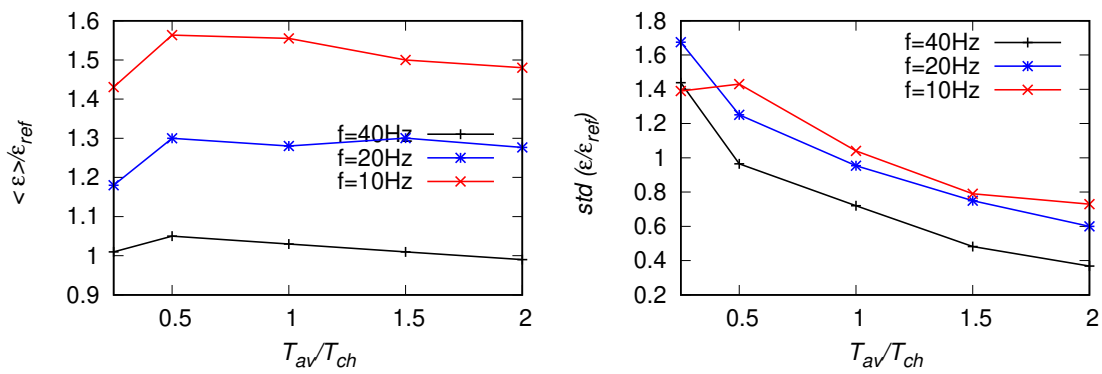 1.6
1.5
1.4
1.3
1.2
1.1
1
0.9
0.5
1
1.5
2
< ε>/ε_ref
T_av/T_ch
f=40Hz
f=20Hz
f=10Hz
1.8
1.6
1.4
1.2
1
0.8
0.6
0.4
0.2
0.5
1
1.5
2
std (ε/ε_ref)
T_av/T_ch
f=40Hz
f=20Hz
f=10Hz